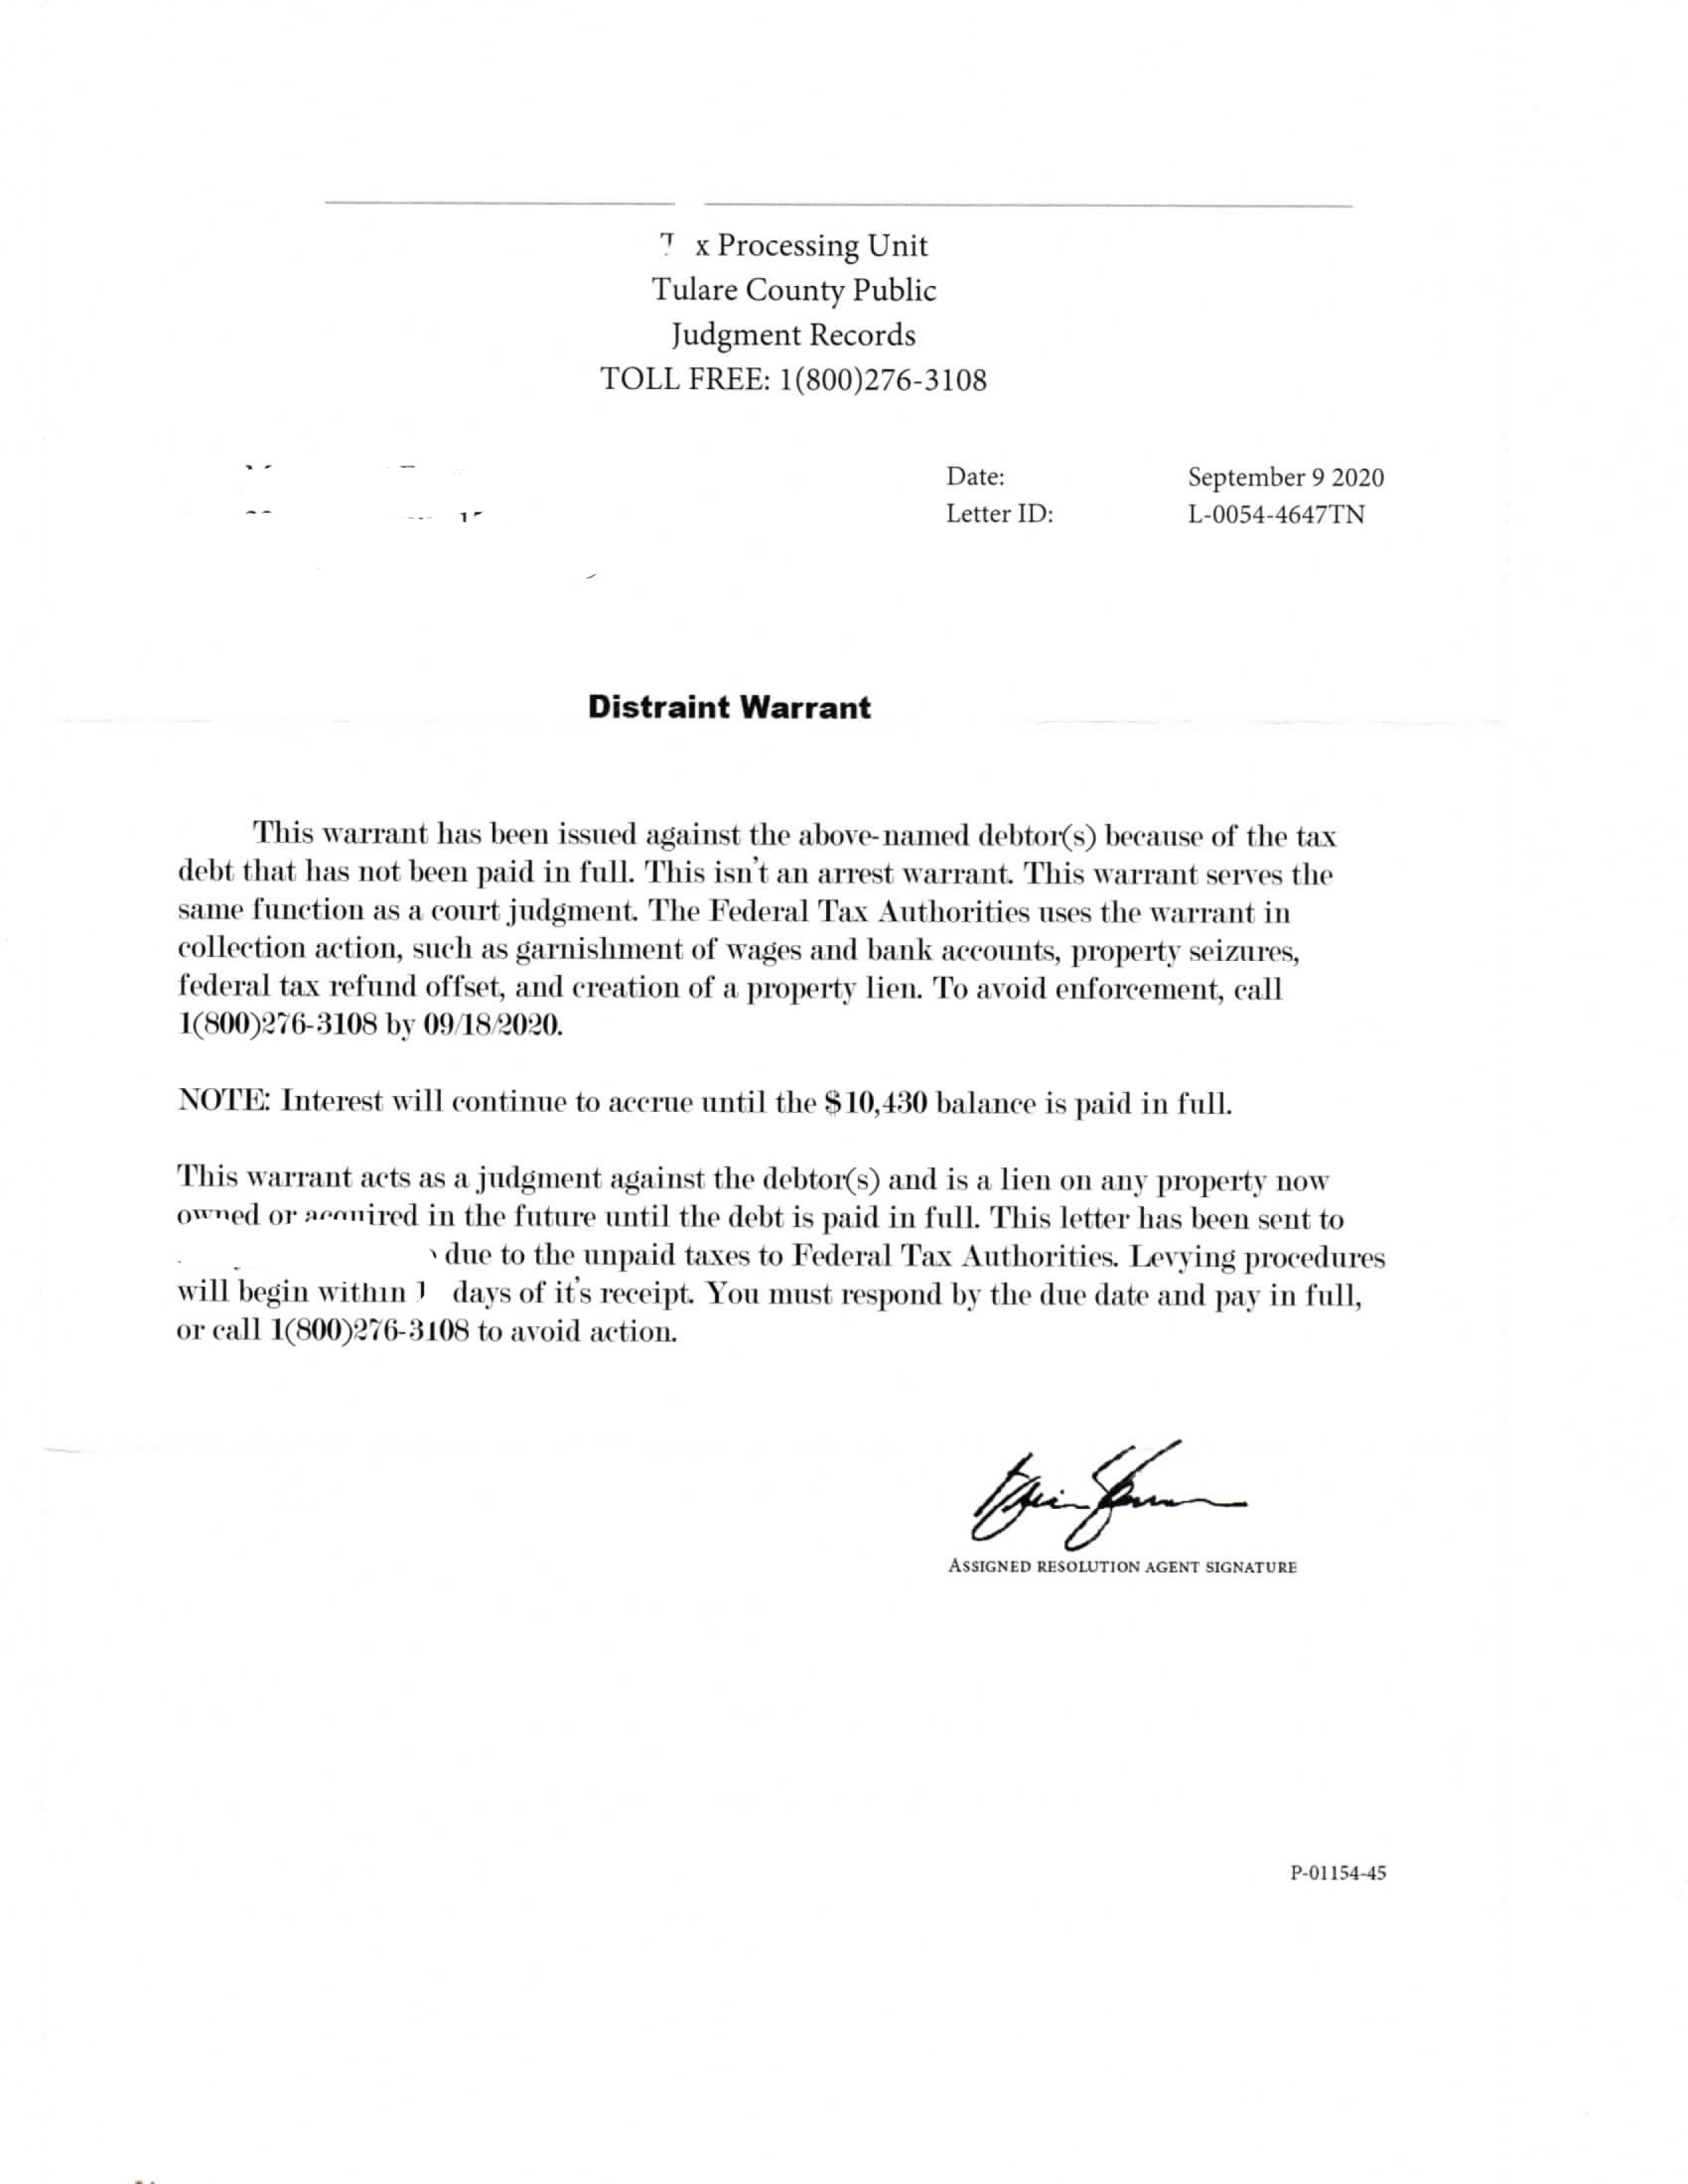 x Processing Unit
Tulare County Public
Judgment Records
TOLL FREE: 1(800)276-3108
Date: September 9 2020
Letter ID: L-0054-4647TN
Distraint Warrant
This warrant has been issued against the above-named debtor(s) because of the tax
debt that has not been paid in full. This isn't an arrest warrant. This warrant serves the
same function as a court judgment. The Federal Tax Authorities uses the warrant in
collection action, such as garnishment of wages and bank accounts, property seizures,
federal tax refund offset, and creation of a property lien. To avoid enforcement, call
1(800)276-3108 by 09/18/2020.
NOTE: Interest will continue to accrue until the $10,430 balance is paid in full.
This warrant acts as a judgment against the debtor(s) and is a lien on any property now
owned or acquired in the future until the debt is paid in full. This letter has been sent to
due to the unpaid taxes to Federal Tax Authorities. Levying procedures
will begin within days of it's receipt. You must respond by the due date and pay in full,
or call 1(800)276-3108 to avoid action.
ASSIGNED RESOLUTION AGENT SIGNATURE
P-01154-45